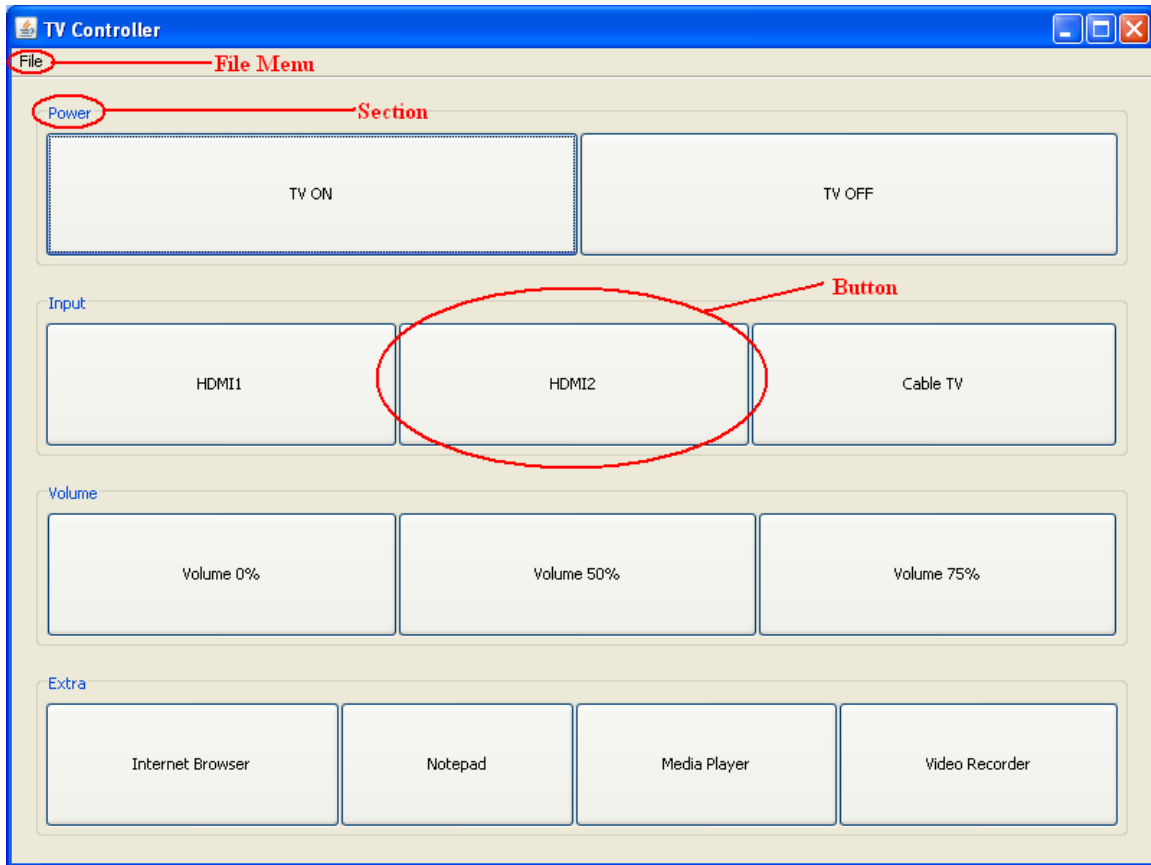 TV Controller
File File Menu
Power Section
TV ON TV OFF
Input Button
HDMI1 HDMI2 Cable TV
Volume
Volume 0% Volume 50% Volume 75%
Extra
Internet Browser Notepad Media Player Video Recorder